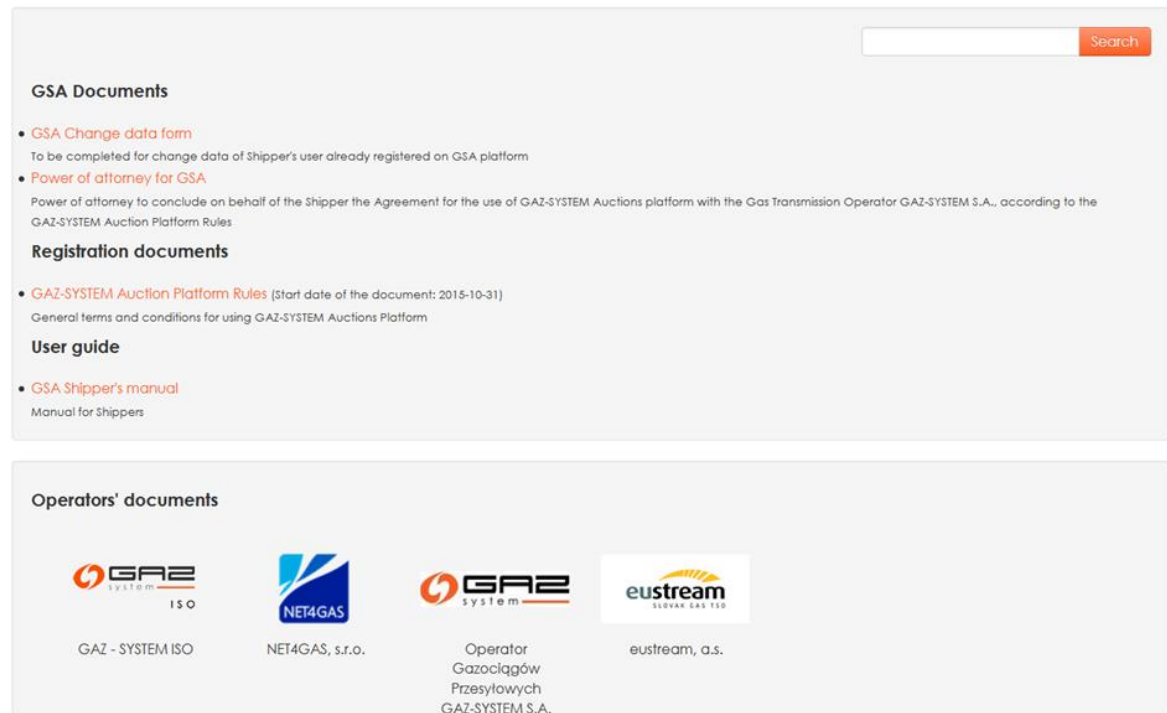 Search
GSA Documents
GSA Change data form
To be completed for change data of Shipper's user already registered on GSA platform
Power of attorney for GSA
Power of attorney to conclude on behalf of the Shipper the Agreement for the use of GAZ-SYSTEM Auctions platform with the Gas Transmission Operator GAZ-SYSTEM S.A., according to the
GAZ-SYSTEM Auction Platform Rules
Registration documents
GAZ-SYSTEM Auction Platform Rules (Start date of the document: 2015-10-31)
General terms and conditions for using GAZ-SYSTEM Auctions Platform
User guide
GSA Shipper's manual
Manual for Shippers
Operators' documents
GAZ
system
ISO
GAZ - SYSTEM ISO
NET4GAS
NET4GAS, s.r.o.
GAZ
system
Operator
Gazociągów
Przesyłowych
GAZ-SYSTEM S.A.
eustream
SLOVAK GAS TSO
eustream, a.s.